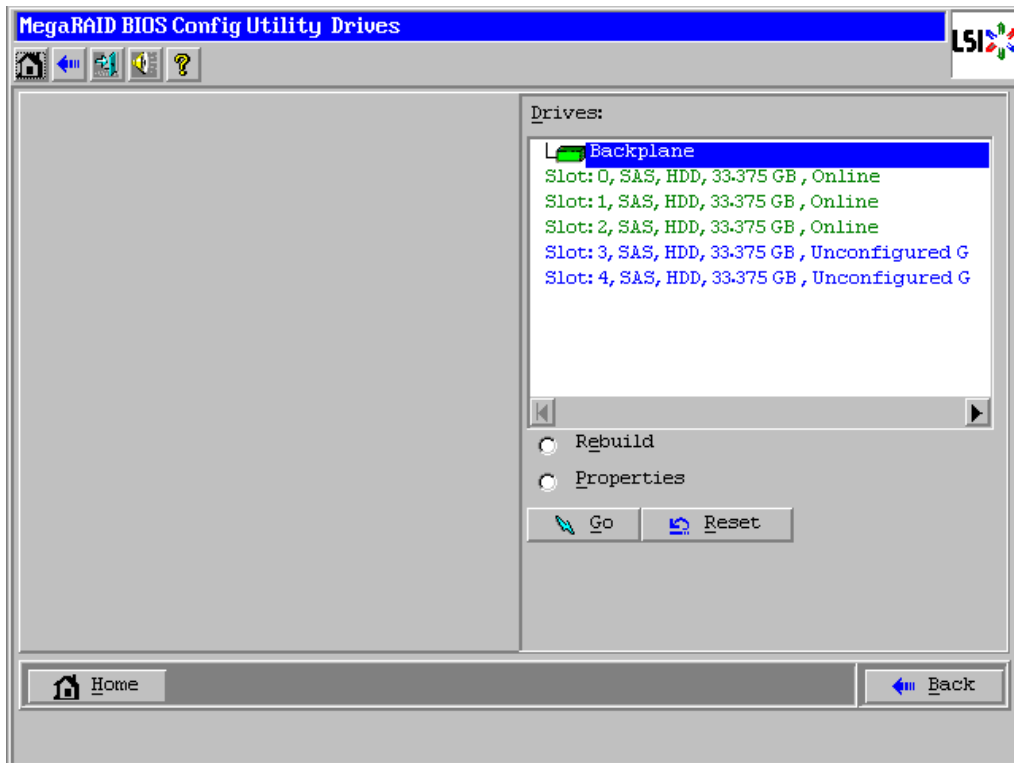 MegaRAID BIOS Config Utility Drives
LSI
Drives:
Backplane
Slot: 0, SAS, HDD, 33.375 GB , Online
Slot: 1, SAS, HDD, 33.375 GB , Online
Slot: 2, SAS, HDD, 33.375 GB , Online
Slot: 3, SAS, HDD, 33.375 GB , Unconfigured G
Slot: 4, SAS, HDD, 33.375 GB , Unconfigured G
Rebuild
Properties
Go Reset
Home Back